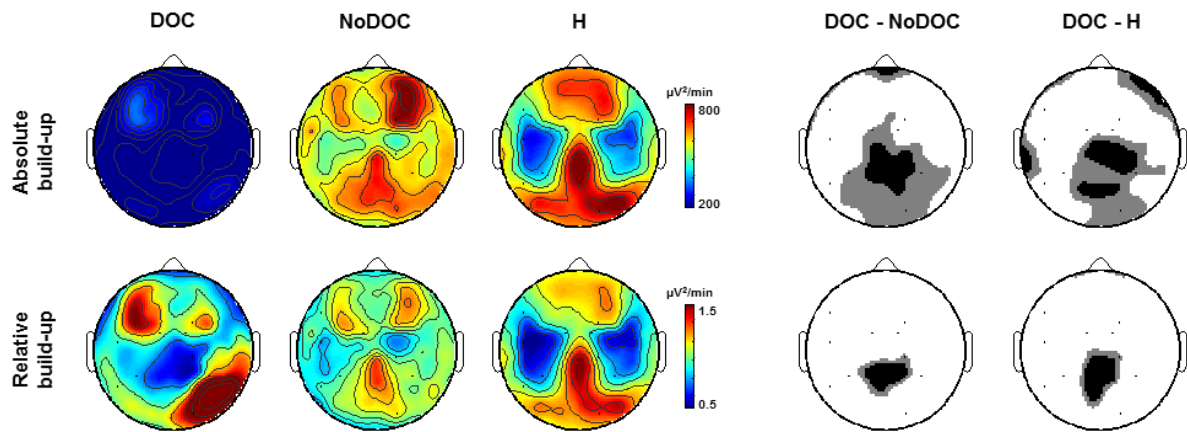 DOC NoDOC H DOC - NoDOC DOC - H
Absolute
build-up
µV²/min
800
200
Relative
build-up
µV²/min
1.5
0.5